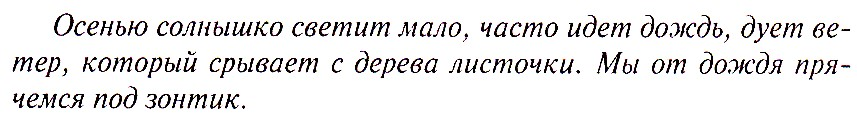 Осенью солнышко светит мало, часто идет дождь, дует ве-
тер, который срывает с дерева листочки. Мы от дождя пря-
чемся под зонтик.